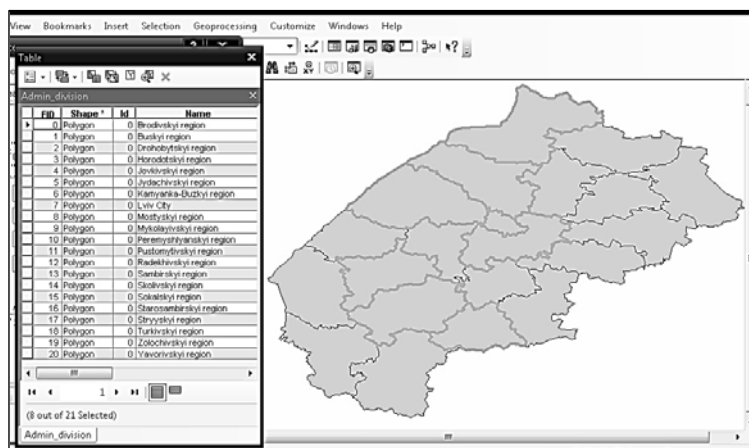 View Bookmarks Insert Selection Geoprocessing Customize Windows Help
Table
Admin_division
FID Shape * Id Name
0 Polygon 0 Brodivskyi region
1 Polygon 0 Buskyi region
2 Polygon 0 Drohobytskyi region
3 Polygon 0 Horodotskyi region
4 Polygon 0 Jovkivskyi region
5 Polygon 0 Jydachivskyi region
6 Polygon 0 Kamyanka-Buzkyi region
7 Polygon 0 Lviv City
8 Polygon 0 Mostyskyi region
9 Polygon 0 Mykolayivskyi region
10 Polygon 0 Peremyshlyanskyi region
11 Polygon 0 Pustomytivskyi region
12 Polygon 0 Radekhivskyi region
13 Polygon 0 Sambirskyi region
14 Polygon 0 Skolivskyi region
15 Polygon 0 Sokalskyi region
16 Polygon 0 Starosambirskyi region
17 Polygon 0 Stryyskyi region
18 Polygon 0 Turkivskyi region
19 Polygon 0 Zolochivskyi region
20 Polygon 0 Yavorivskyi region
1
(8 out of 21 Selected)
Admin_division